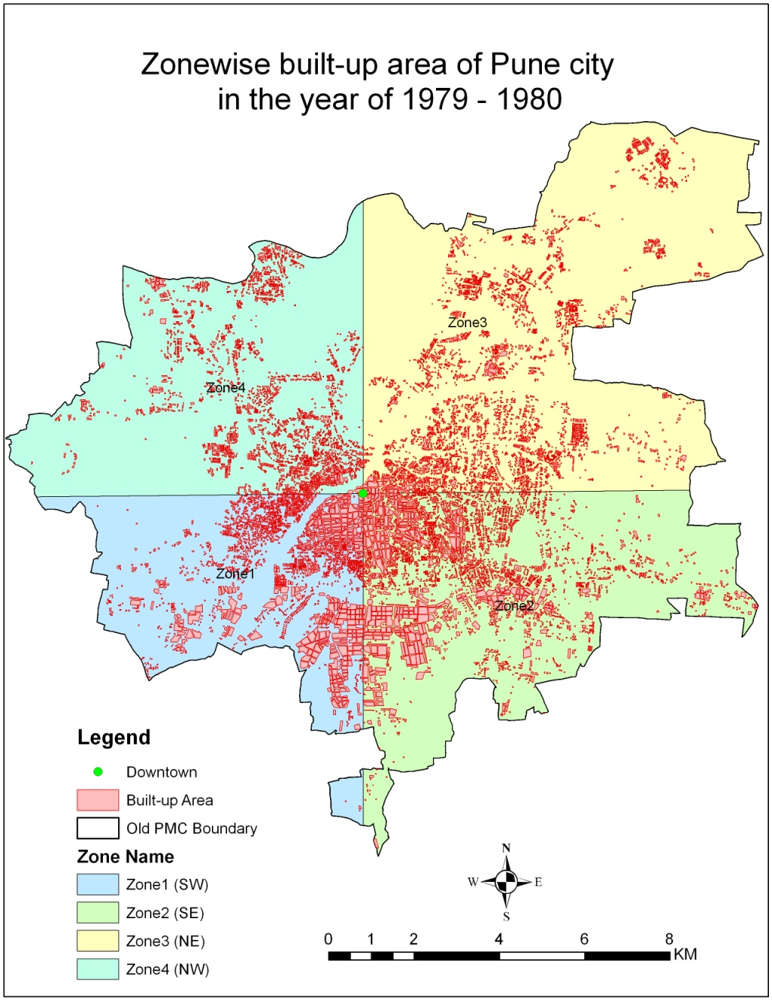 Zonewise built-up area of Pune city
in the year of 1979 - 1980
Zone3
Zone4
Zone1
Zone2
Legend
Downtown
Built-up Area
Old PMC Boundary
Zone Name
Zone1 (SW)
Zone2 (SE)
Zone3 (NE)
Zone4 (NW)
N
W E
S
0 1 2 4 6 8
KM